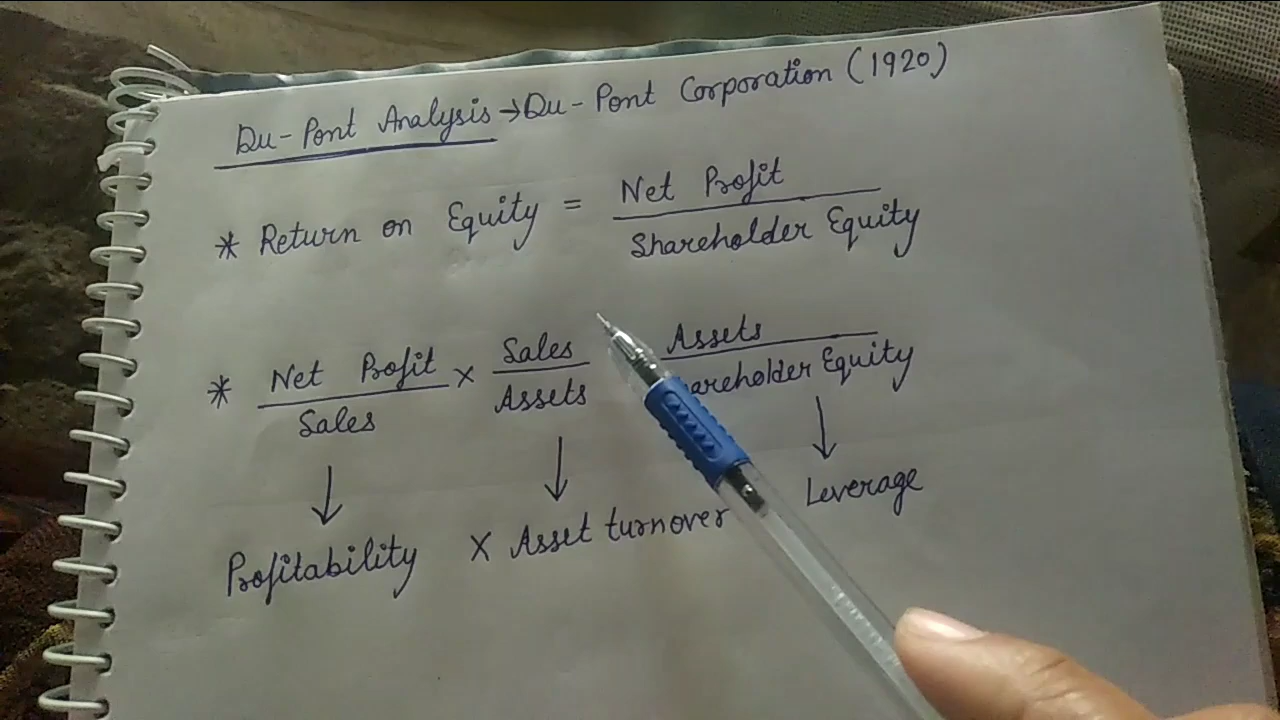 Du-Pont Analysis → Du-Pont Corporation (1920)
* Return on Equity = Net Profit
Shareholder Equity
* Net Profit × Sales Assets
Sales Assets areholder Equity
↓ ↓ ↓
Leverage
Profitability × Asset turnover